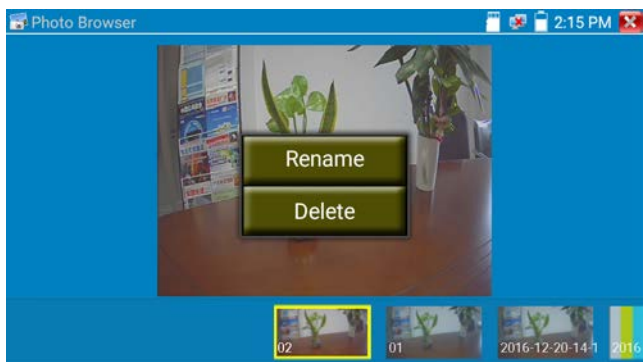 Photo Browser
2:15 PM
Rename
Delete
02
01
2016-12-20-14-1
2016